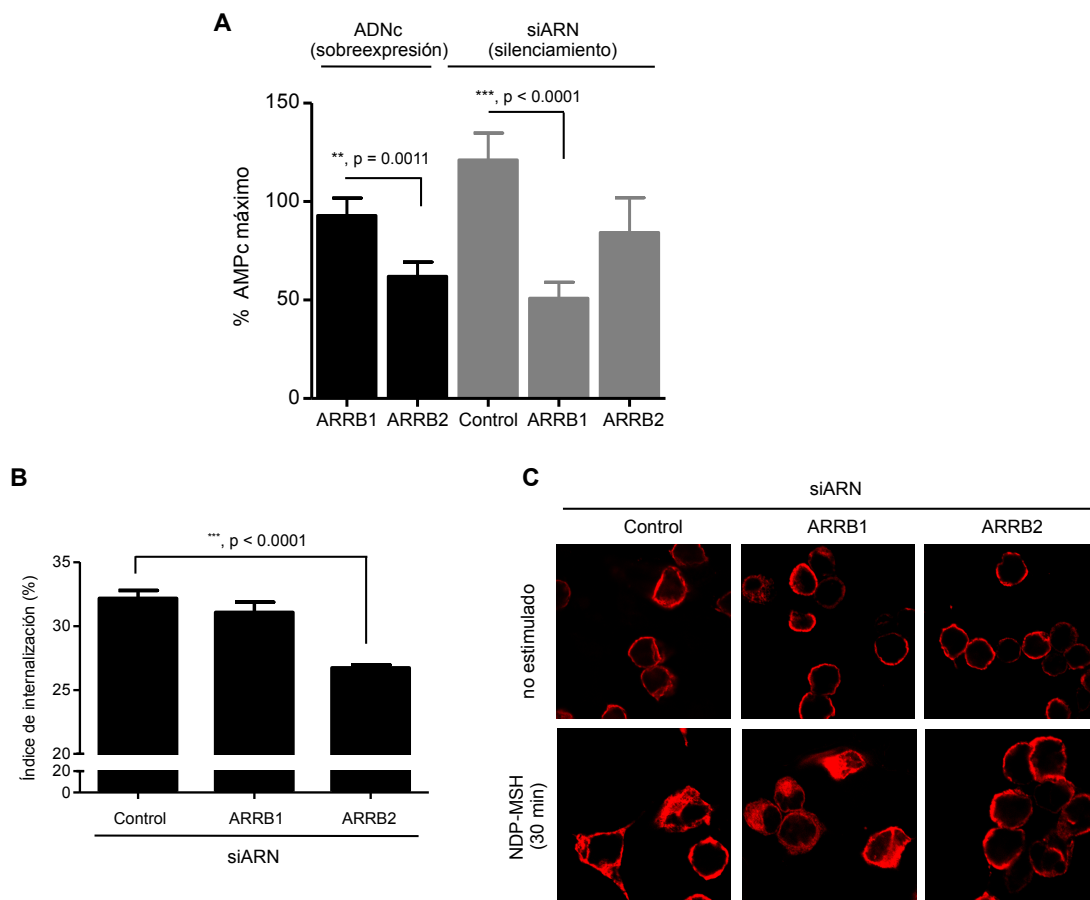 A
ADNc
(sobreexpresión)
siARN
(silenciamiento)
***, p < 0.0001
**, p = 0.0011
% AMPc máximo
150
100
50
0
ARRB1 ARRB2 Control ARRB1 ARRB2
B
***, p < 0.0001
Índice de internalización (%)
35
30
25
20
20
0
Control ARRB1 ARRB2
siARN
C
siARN
Control ARRB1 ARRB2
no estimulado
NDP-MSH
(30 min)